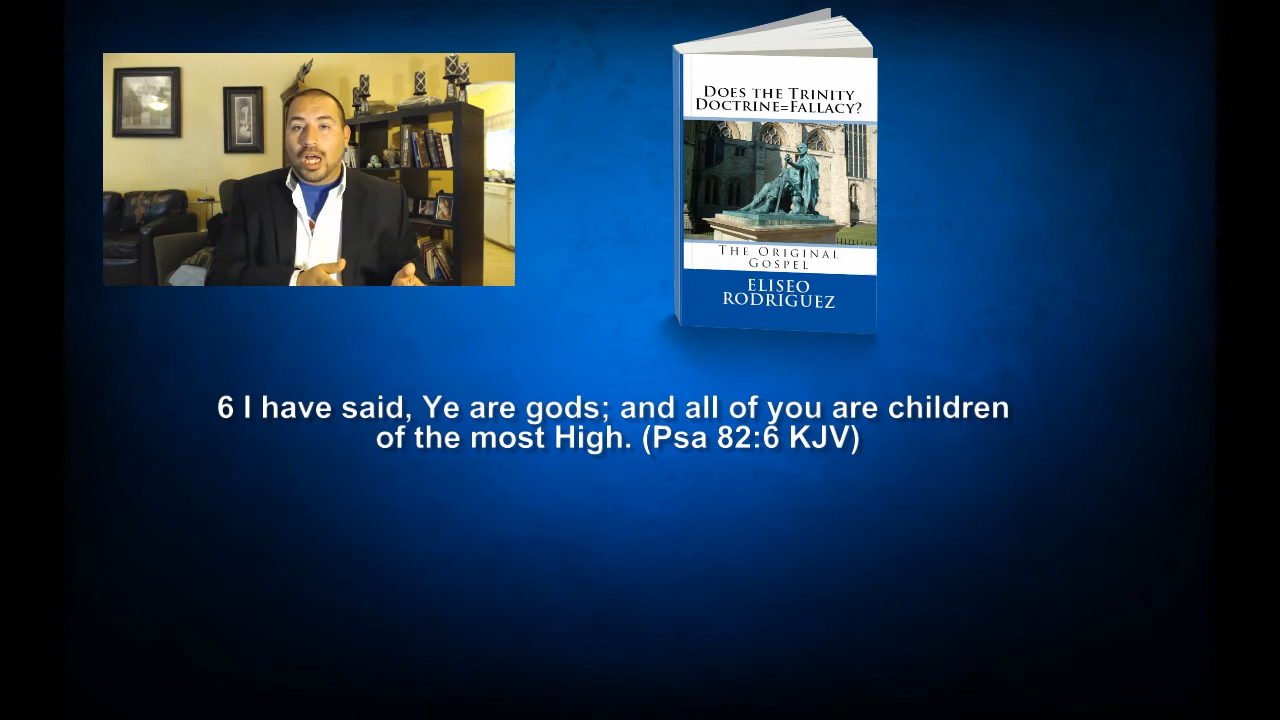 DOES THE TRINITY
DOCTRINE=FALLACY?
THE ORIGINAL
GOSPEL
ELISEO
RODRIGUEZ
6 I have said, Ye are gods; and all of you are children
of the most High. (Psa 82:6 KJV)